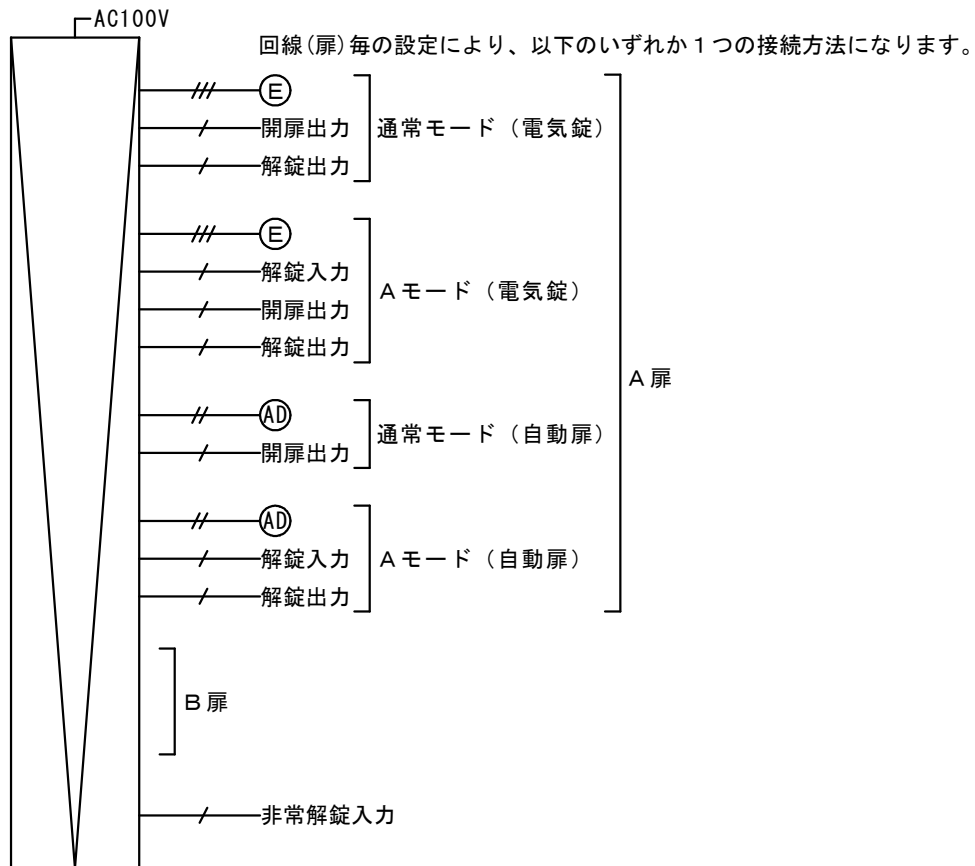 AC100V
回線(扉)毎の設定により、以下のいずれか１つの接続方法になります。
E
開扉出力
解錠出力
通常モード（電気錠）
E
解錠入力
開扉出力
解錠出力
Ａモード（電気錠）
AD
開扉出力
通常モード（自動扉）
AD
解錠入力
解錠出力
Ａモード（自動扉）
Ａ扉
Ｂ扉
非常解錠入力